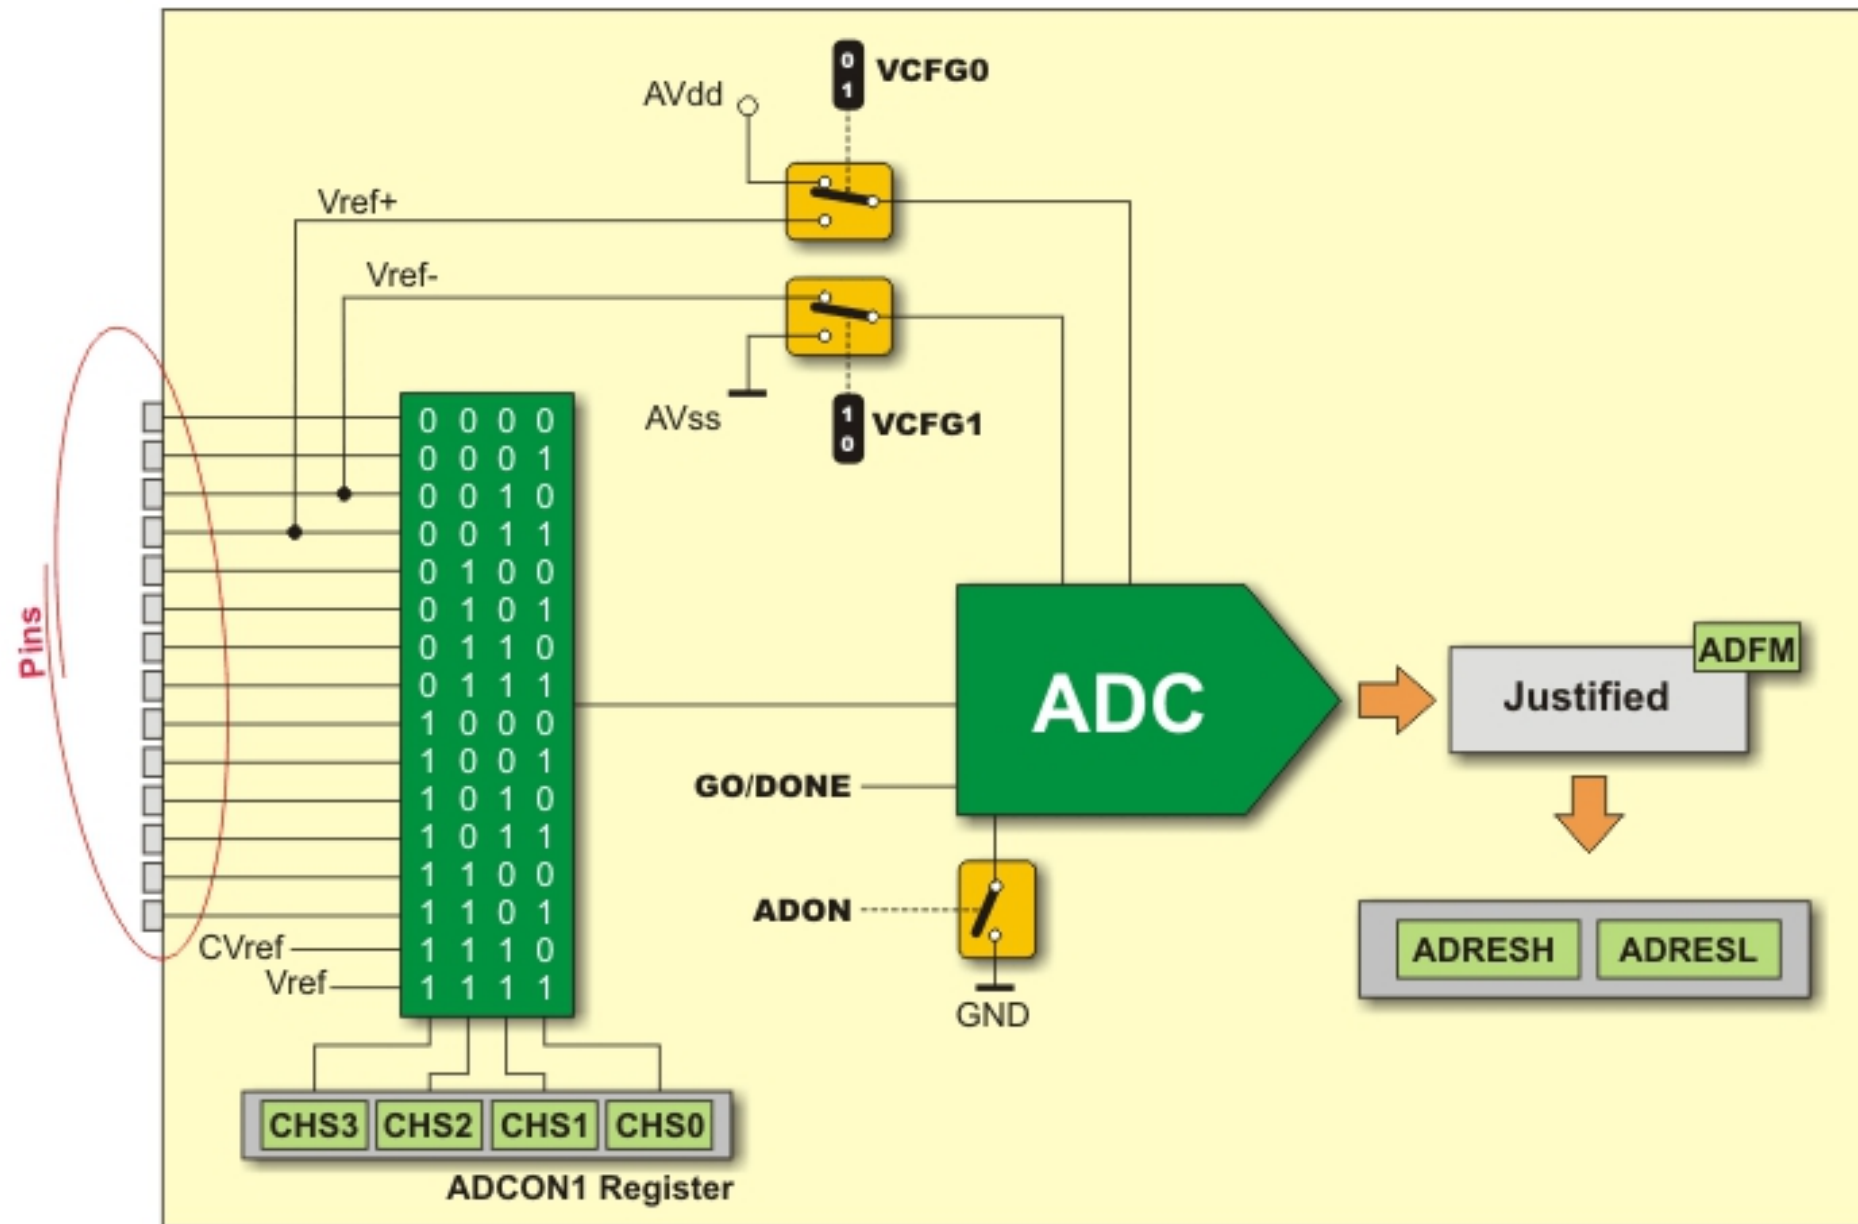 0
1
VCFG0
AVdd
Vref+
Vref-
AVss
1
0
VCFG1
Pins
0 0 0 0
0 0 0 1
0 0 1 0
0 0 1 1
0 1 0 0
0 1 0 1
0 1 1 0
0 1 1 1
1 0 0 0
1 0 0 1
1 0 1 0
1 0 1 1
1 1 0 0
1 1 0 1
CVref 1 1 1 0
Vref 1 1 1 1
ADC
GO/DONE
ADON
GND
ADFM
Justified
ADRESH ADRESL
CHS3 CHS2 CHS1 CHS0
ADCON1 Register